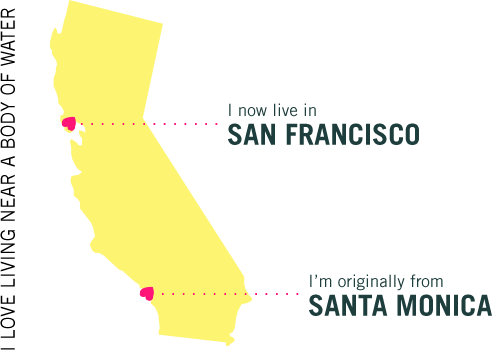 I LOVE LIVING NEAR A BODY OF WATER
I now live in
SAN FRANCISCO
I'm originally from
SANTA MONICA